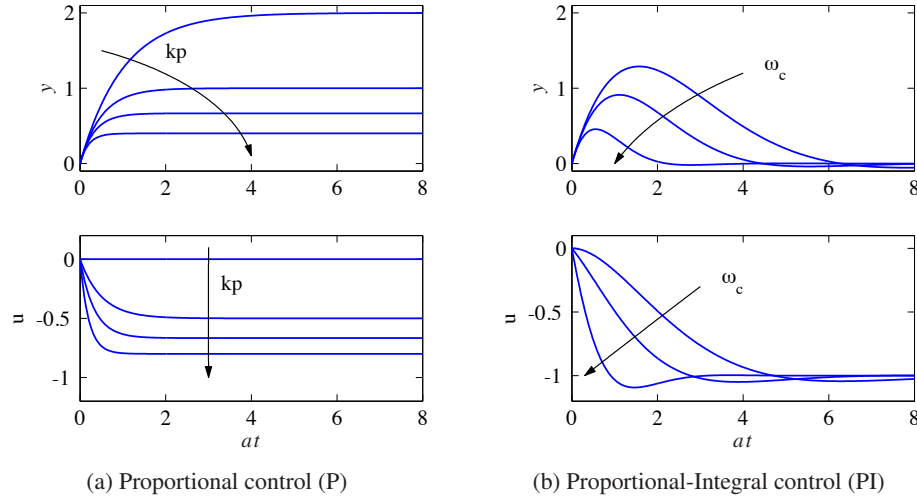 2
1
0
y
kp
0 2 4 6 8
2
1
0
y
ω_c
0 2 4 6 8
0
-0.5
-1
u
kp
0 2 4 6 8
at
0
-0.5
-1
u
ω_c
0 2 4 6 8
at
(a) Proportional control (P)
(b) Proportional-Integral control (PI)